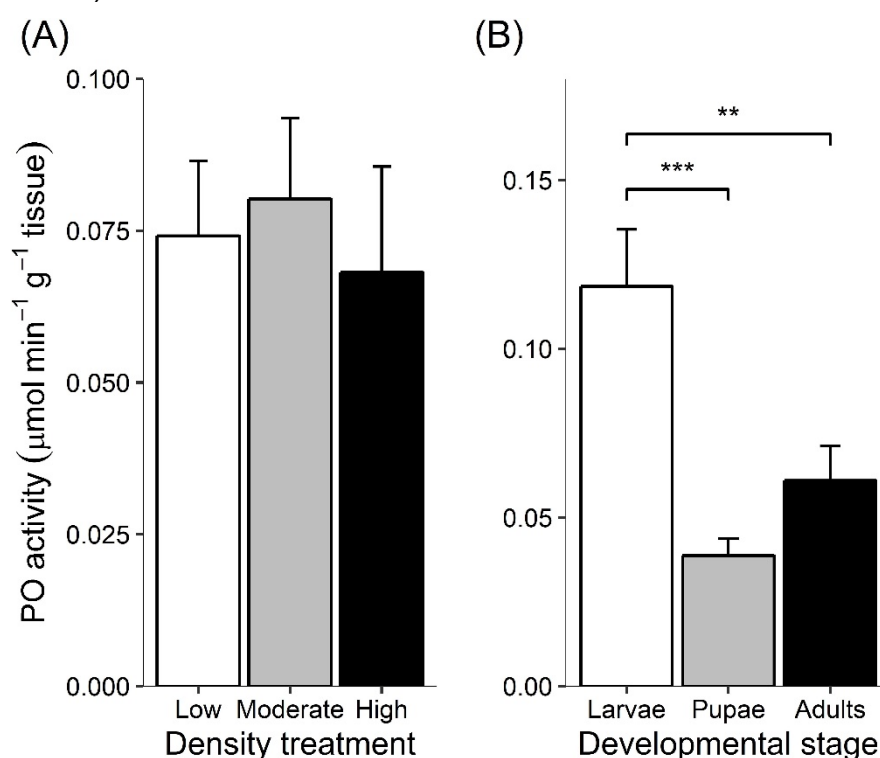 (A)
PO activity (μmol min⁻¹ g⁻¹ tissue)
0.100
0.075
0.050
0.025
0.000
Low Moderate High
Density treatment
(B)
**
***
0.15
0.10
0.05
0.00
Larvae Pupae Adults
Developmental stage